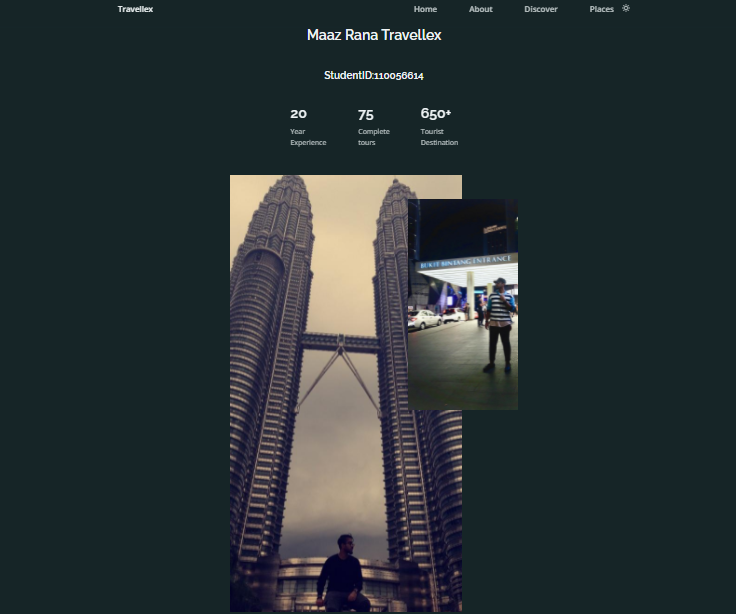 Travellex
Home About Discover Places
Maaz Rana Travellex
StudentID:110056614
20 75 650+
Year Complete Tourist
Experience tours Destination
BUKIT BINTANG ENTRANCE